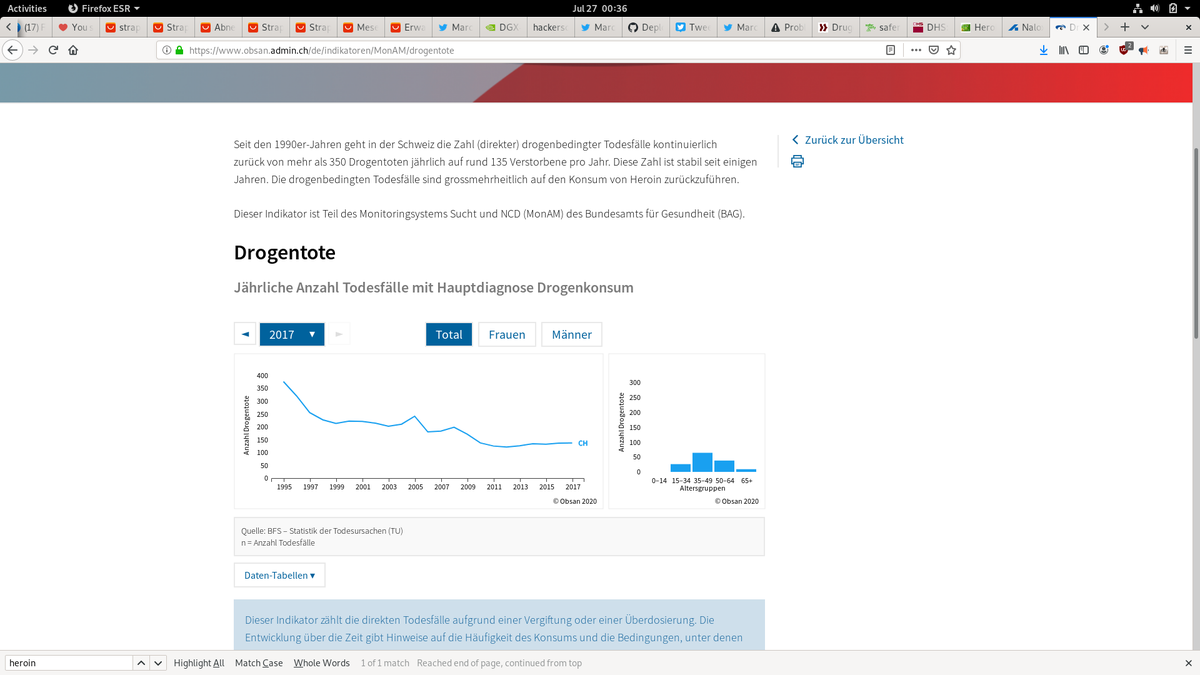 Activities
Firefox ESR
Jul 27 00:36
(17)
You
strap
Strap
Abne
Strap
Strap
Mese
Erwa
Marc
DGX
hackers
Marc
Depl
Twee
Marc
Prob
Drug
safe
DHS
Hero
Nalo
https://www.obsan.admin.ch/de/indikatoren/MonAM/drogentote
Seit den 1990er-Jahren geht in der Schweiz die Zahl (direkter) drogenbedingter Todesfälle kontinuierlich
zurück von mehr als 350 Drogentoten jährlich auf rund 135 Verstorbene pro Jahr. Diese Zahl ist stabil seit einigen
Jahren. Die drogenbedingten Todesfälle sind grossmehrheitlich auf den Konsum von Heroin zurückzuführen.
Dieser Indikator ist Teil des Monitoringsystems Sucht und NCD (MonAM) des Bundesamts für Gesundheit (BAG).
Zurück zur Übersicht
Drogentote
Jährliche Anzahl Todesfälle mit Hauptdiagnose Drogenkonsum
2017
Total
Frauen
Männer
Anzahl Drogentote
400
350
300
250
200
150
100
50
0
CH
1995 1997 1999 2001 2003 2005 2007 2009 2011 2013 2015 2017
© Obsan 2020
Anzahl Drogentote
300
250
200
150
100
50
0
0–14 15–34 35–49 50–64 65+
Altersgruppen
© Obsan 2020
Quelle: BFS – Statistik der Todesursachen (TU)
n = Anzahl Todesfälle
Daten-Tabellen
Dieser Indikator zählt die direkten Todesfälle aufgrund einer Vergiftung oder einer Überdosierung. Die
Entwicklung über die Zeit gibt Hinweise auf die Häufigkeit des Konsums und die Bedingungen, unter denen
heroin
Highlight All
Match Case
Whole Words
1 of 1 match
Reached end of page, continued from top